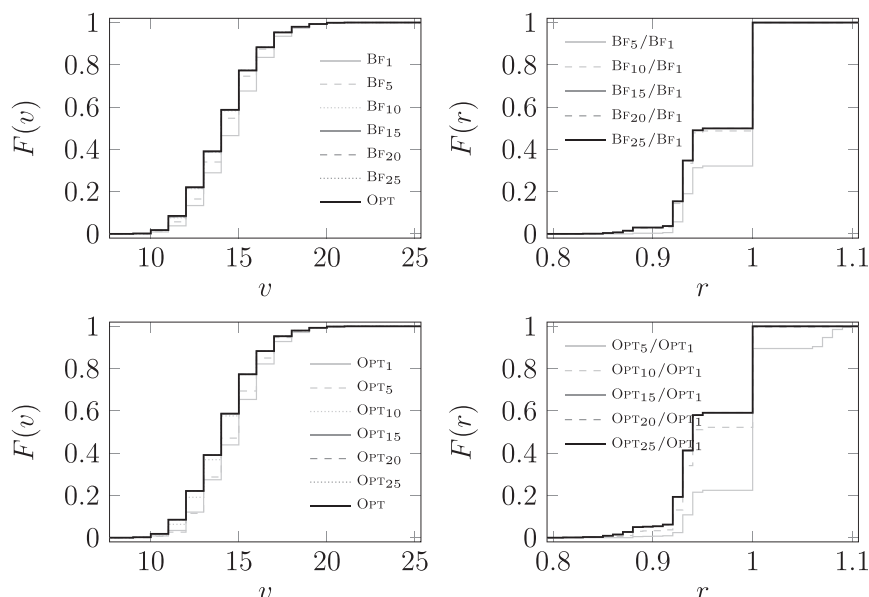 1
0.8
0.6
0.4
0.2
0
F(v)
10
15
20
25
v
BF1
BF5
BF10
BF15
BF20
BF25
OPT
1
0.8
0.6
0.4
0.2
0
F(r)
0.8
0.9
1
1.1
r
BF5/BF1
BF10/BF1
BF15/BF1
BF20/BF1
BF25/BF1
1
0.8
0.6
0.4
0.2
0
F(v)
10
15
20
25
v
OPT1
OPT5
OPT10
OPT15
OPT20
OPT25
OPT
1
0.8
0.6
0.4
0.2
0
F(r)
0.8
0.9
1
1.1
r
OPT5/OPT1
OPT10/OPT1
OPT15/OPT1
OPT20/OPT1
OPT25/OPT1